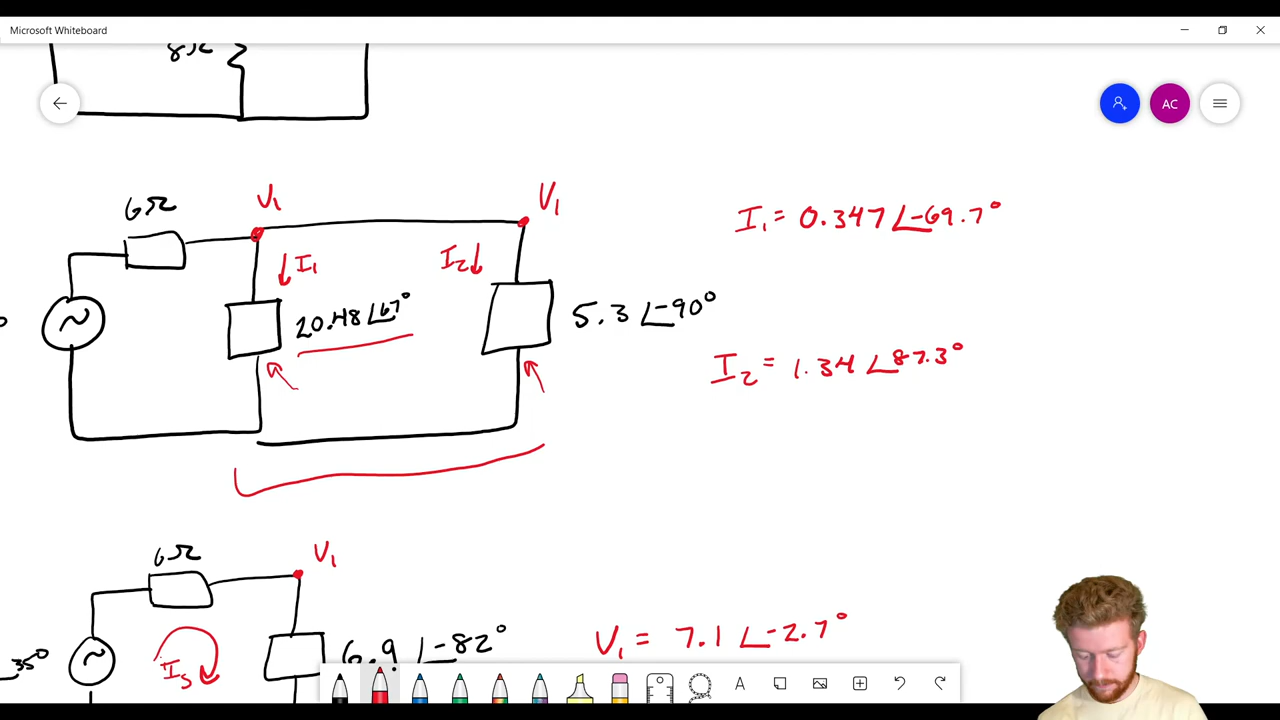 Microsoft Whiteboard
8Ω
AC
V₁
V₁
6Ω
I₁ = 0.347∠-69.7°
↓I₁
I₂↓
20.48∠67°
5.3∠-90°
I₂ = 1.34∠87.3°
6Ω
V₁
∠35°
Iₛ
6.9∠-82°
V₁ = 7.1∠-2.7°
A